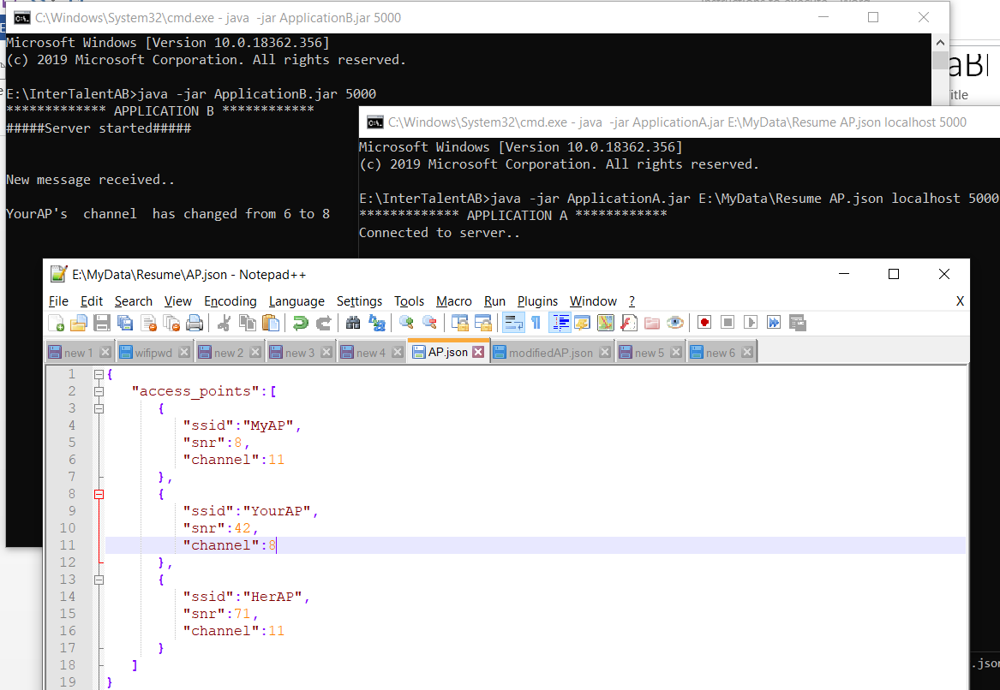 C:\Windows\System32\cmd.exe - java  -jar ApplicationB.jar 5000
Microsoft Windows [Version 10.0.18362.356]
(c) 2019 Microsoft Corporation. All rights reserved.
E:\InterTalentAB>java -jar ApplicationB.jar 5000
************* APPLICATION B ************
#####Server started#####
New message received..
YourAP's  channel  has changed from 6 to 8
C:\Windows\System32\cmd.exe - java  -jar ApplicationA.jar E:\MyData\Resume AP.json localhost 5000
Microsoft Windows [Version 10.0.18362.356]
(c) 2019 Microsoft Corporation. All rights reserved.
E:\InterTalentAB>java -jar ApplicationA.jar E:\MyData\Resume AP.json localhost 5000
************* APPLICATION A ************
Connected to server..
E:\MyData\Resume\AP.json - Notepad++
File Edit Search View Encoding Language Settings Tools Macro Run Plugins Window ? X
new 1 wifipwd new 2 new 3 new 4 AP.json modifiedAP.json new 5 new 6
1 {
2 "access_points":[
3 {
4 "ssid":"MyAP",
5 "snr":8,
6 "channel":11
7 },
8 {
9 "ssid":"YourAP",
10 "snr":42,
11 "channel":8
12 },
13 {
14 "ssid":"HerAP",
15 "snr":71,
16 "channel":11
17 }
18 ]
19 }
.json